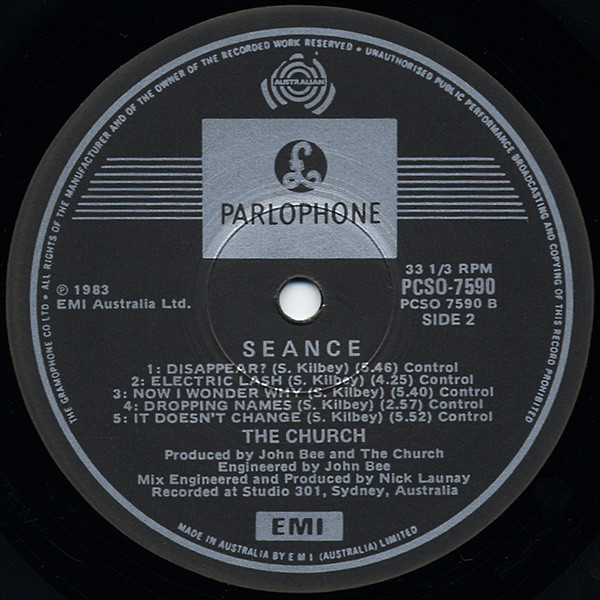 THE GRAMOPHONE CO LTD • ALL RIGHTS OF THE MANUFACTURER AND OF THE OWNER OF THE RECORDED WORK RESERVED • UNAUTHORISED PUBLIC PERFORMANCE BROADCASTING AND COPYING OF THIS RECORD PROHIBITED
AUSTRALIAN
£
PARLOPHONE
℗ 1983
EMI Australia Ltd.
33 1/3 RPM
PCSO-7590
PCSO 7590 B
SIDE 2
SEANCE
1: DISAPPEAR? (S. Kilbey) (5.46) Control
2: ELECTRIC LASH (S. Kilbey) (4.25) Control
3: NOW I WONDER WHY (S. Kilbey) (5.40) Control
4: DROPPING NAMES (S. Kilbey) (2.57) Control
5: IT DOESN'T CHANGE (S. Kilbey) (5.52) Control
THE CHURCH
Produced by John Bee and The Church
Engineered by John Bee
Mix Engineered and Produced by Nick Launay
Recorded at Studio 301, Sydney, Australia
EMI
MADE IN AUSTRALIA BY E M I (AUSTRALIA) LIMITED